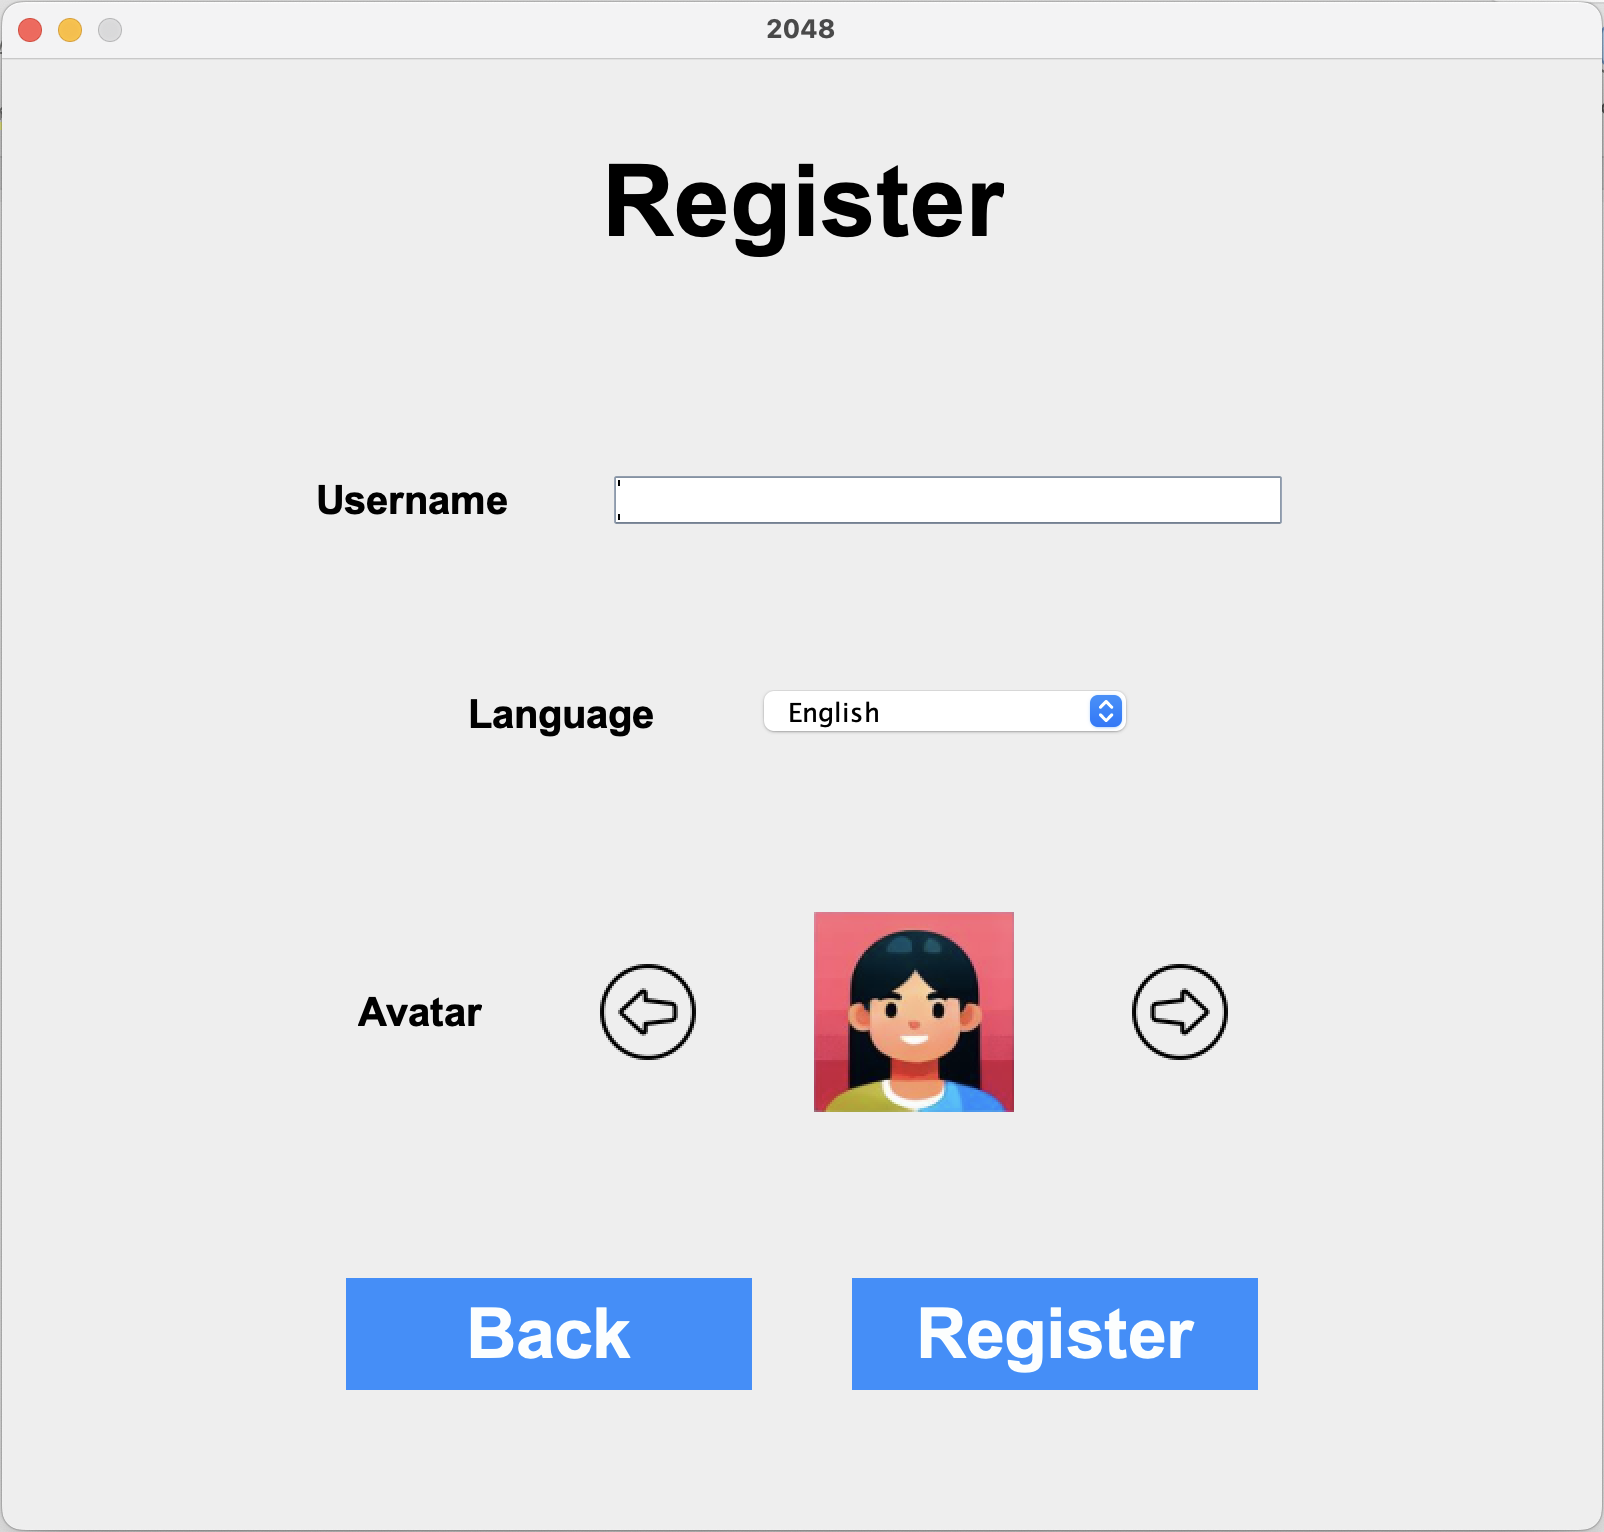 2048
Register
Username
Language English
Avatar
Back Register